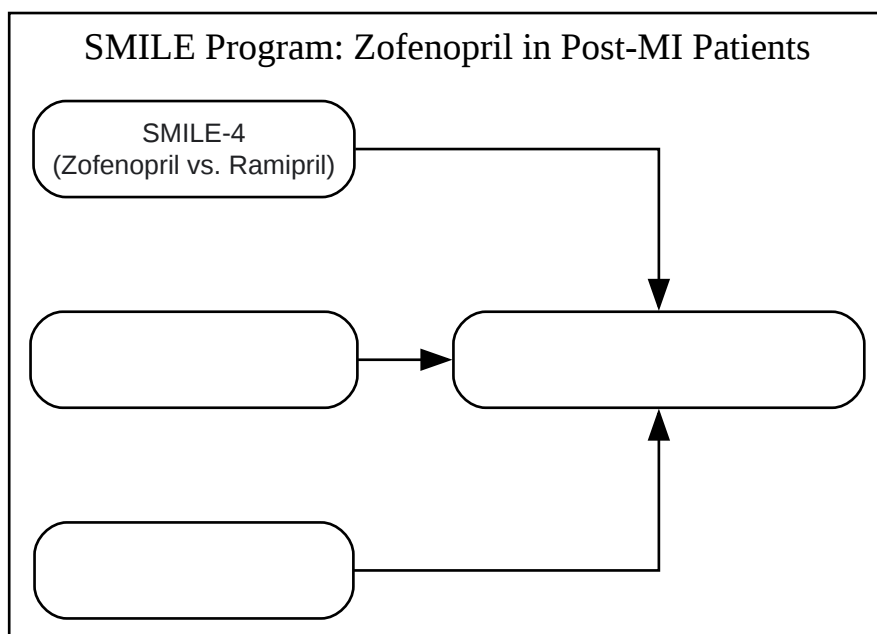 SMILE Program: Zofenopril in Post-MI Patients
SMILE-4
(Zofenopril vs. Ramipril)